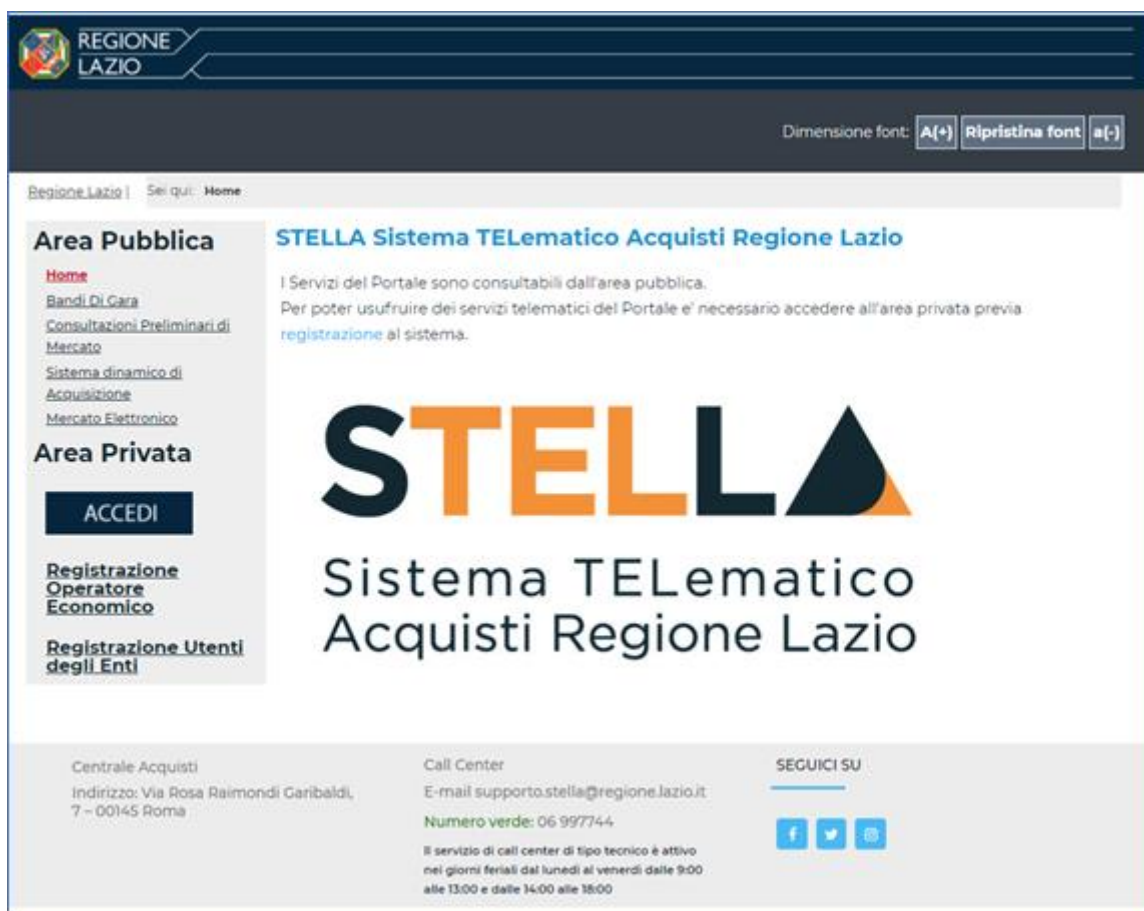 REGIONE
LAZIO
Dimensione font: A(+) Ripristina font a(-)
Regione Lazio | Sei qui: Home
Area Pubblica
Home
Bandi Di Gara
Consultazioni Preliminari di
Mercato
Sistema dinamico di
Acquisizione
Mercato Elettronico
Area Privata
ACCEDI
Registrazione
Operatore
Economico
Registrazione Utenti
degli Enti
STELLA Sistema TELematico Acquisti Regione Lazio
I Servizi del Portale sono consultabili dall'area pubblica.
Per poter usufruire dei servizi telematici del Portale e' necessario accedere all'area privata previa
registrazione al sistema.
STELLA
Sistema TELematico
Acquisti Regione Lazio
Centrale Acquisti
Indirizzo: Via Rosa Raimondi Garibaldi,
7 – 00145 Roma
Call Center
E-mail supporto.stella@regione.lazio.it
Numero verde: 06 997744
Il servizio di call center di tipo tecnico è attivo
nei giorni feriali dal lunedì al venerdì dalle 9:00
alle 13:00 e dalle 14:00 alle 18:00
SEGUICI SU